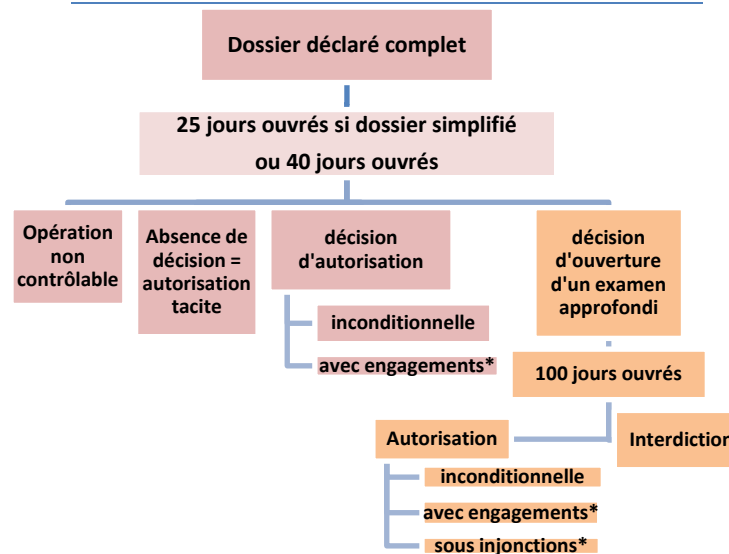 Dossier déclaré complet
25 jours ouvrés si dossier simplifié
ou 40 jours ouvrés
Opération
non
contrôlable
Absence de
décision =
autorisation
tacite
décision
d'autorisation
inconditionnelle
avec engagements*
décision
d'ouverture
d'un examen
approfondi
100 jours ouvrés
Autorisation
Interdiction
inconditionnelle
avec engagements*
sous injonctions*